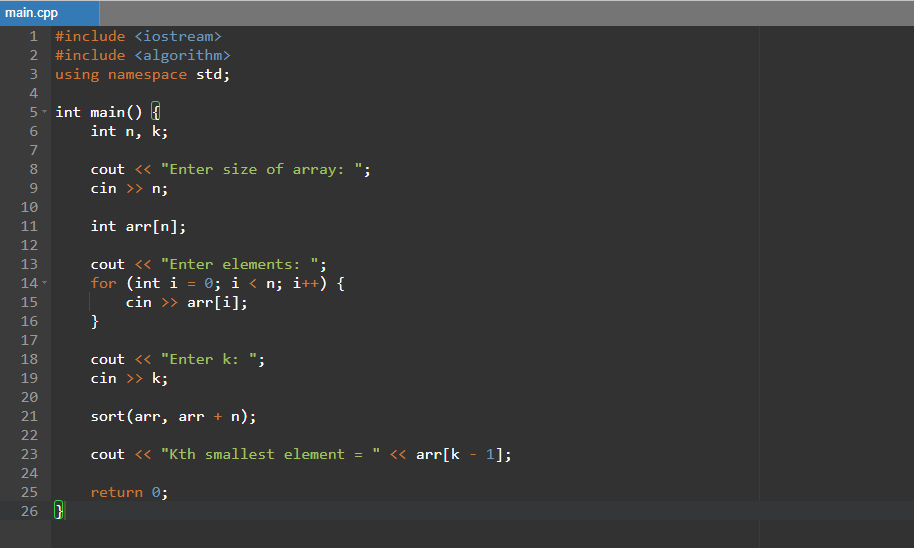 main.cpp
1 #include <iostream>
2 #include <algorithm>
3 using namespace std;
4
5 int main() {
6     int n, k;
7
8     cout << "Enter size of array: ";
9     cin >> n;
10
11     int arr[n];
12
13     cout << "Enter elements: ";
14     for (int i = 0; i < n; i++) {
15         cin >> arr[i];
16     }
17
18     cout << "Enter k: ";
19     cin >> k;
20
21     sort(arr, arr + n);
22
23     cout << "Kth smallest element = " << arr[k - 1];
24
25     return 0;
26 }